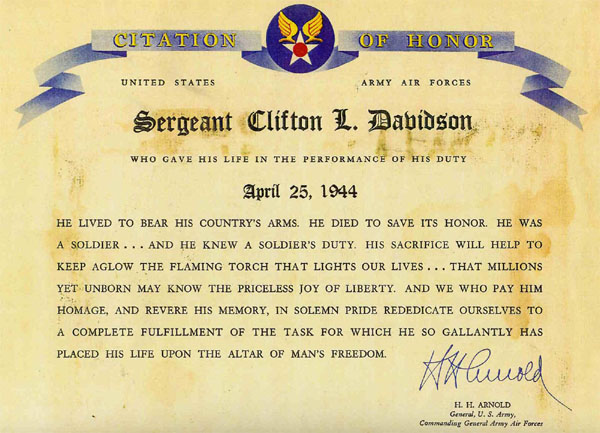 CITATION OF HONOR
UNITED STATES ARMY AIR FORCES
Sergeant Clifton L. Davidson
WHO GAVE HIS LIFE IN THE PERFORMANCE OF HIS DUTY
April 25, 1944
HE LIVED TO BEAR HIS COUNTRY'S ARMS. HE DIED TO SAVE ITS HONOR. HE WAS
A SOLDIER ... AND HE KNEW A SOLDIER'S DUTY. HIS SACRIFICE WILL HELP TO
KEEP AGLOW THE FLAMING TORCH THAT LIGHTS OUR LIVES ... THAT MILLIONS
YET UNBORN MAY KNOW THE PRICELESS JOY OF LIBERTY. AND WE WHO PAY HIM
HOMAGE, AND REVERE HIS MEMORY, IN SOLEMN PRIDE REDEDICATE OURSELVES TO
A COMPLETE FULFILLMENT OF THE TASK FOR WHICH HE SO GALLANTLY HAS
PLACED HIS LIFE UPON THE ALTAR OF MAN'S FREEDOM.
H H Arnold
H. H. ARNOLD
General, U. S. Army,
Commanding General Army Air Forces